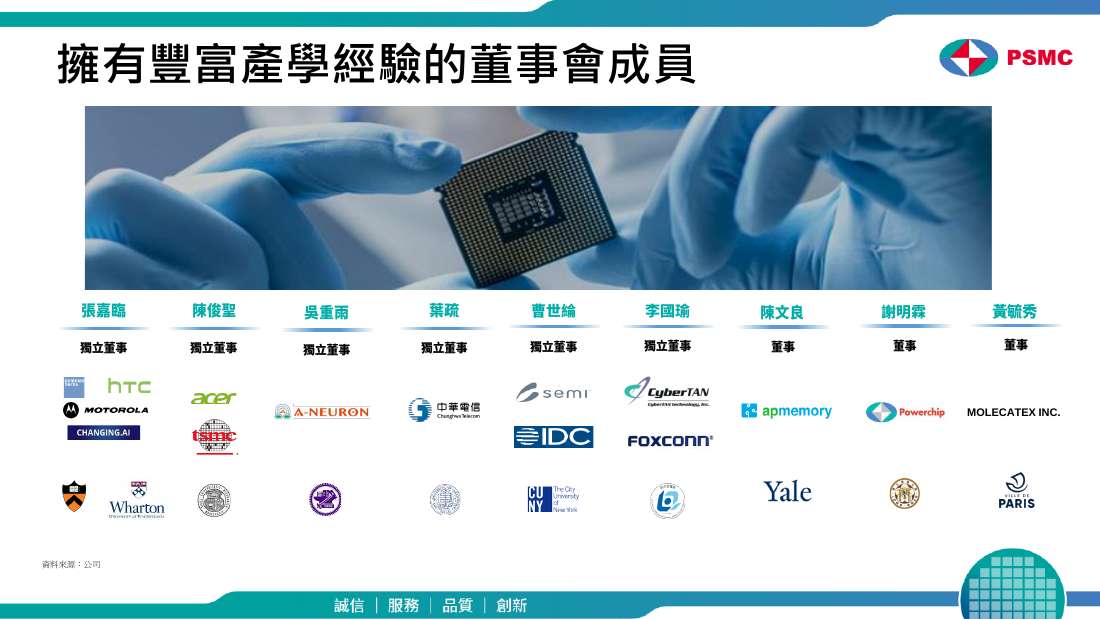 擁有豐富產學經驗的董事會成員
PSMC
張嘉臨
陳俊聖
吳重雨
葉疏
曹世綸
李國瑜
陳文良
謝明霖
黃毓秀
獨立董事
獨立董事
獨立董事
獨立董事
獨立董事
獨立董事
董事
董事
董事
htc
MOTOROLA
CHANGING.AI
acer
tsmc
A-NEURON
中華電信
Chunghwa Telecom
semi
IDC
CyberTAN
CyberTAN Technology, Inc.
FOXCONN
apmemory
Powerchip
MOLECATEX INC.
Wharton
CUNY
The City
University
of
New York
Yale
VILLE DE
PARIS
資料來源：公司
誠信｜服務｜品質｜創新